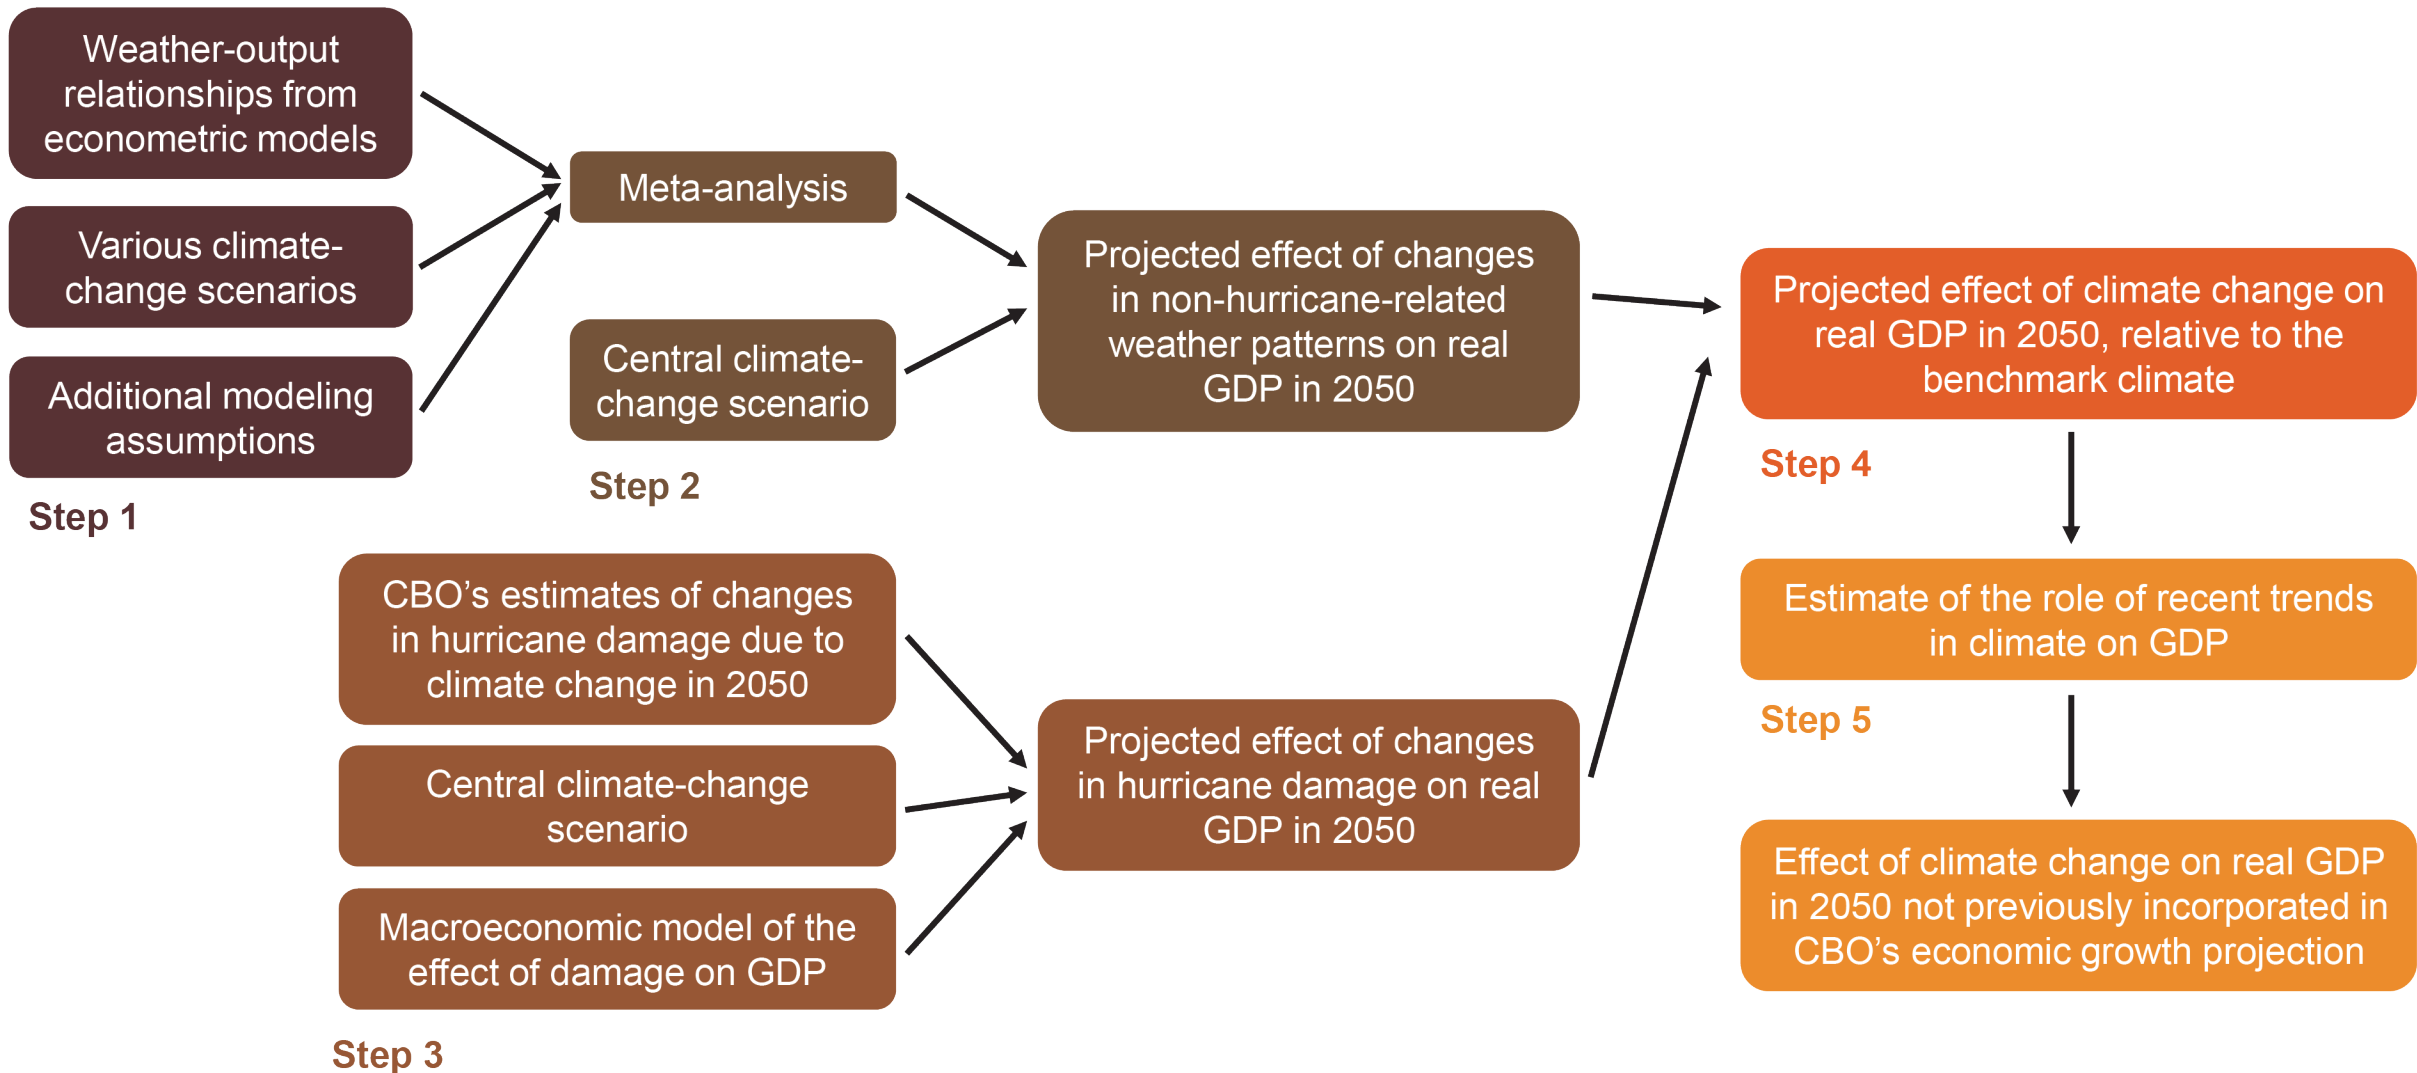 Weather-output
relationships from
econometric models
Various climate-
change scenarios
Additional modeling
assumptions
Step 1
Meta-analysis
Central climate-
change scenario
Step 2
Projected effect of changes
in non-hurricane-related
weather patterns on real
GDP in 2050
CBO’s estimates of changes
in hurricane damage due to
climate change in 2050
Central climate-change
scenario
Macroeconomic model of the
effect of damage on GDP
Step 3
Projected effect of changes
in hurricane damage on real
GDP in 2050
Projected effect of climate change on
real GDP in 2050, relative to the
benchmark climate
Step 4
Estimate of the role of recent trends
in climate on GDP
Step 5
Effect of climate change on real GDP
in 2050 not previously incorporated in
CBO’s economic growth projection